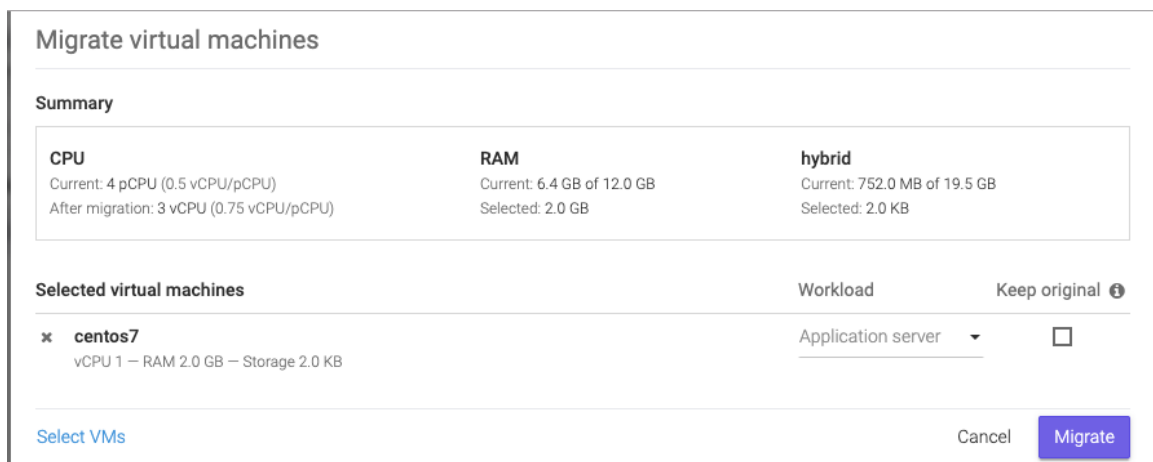 Migrate virtual machines
Summary
CPU
Current: 4 pCPU (0.5 vCPU/pCPU)
After migration: 3 vCPU (0.75 vCPU/pCPU)
RAM
Current: 6.4 GB of 12.0 GB
Selected: 2.0 GB
hybrid
Current: 752.0 MB of 19.5 GB
Selected: 2.0 KB
Selected virtual machines Workload Keep original
centos7 Application server
vCPU 1 — RAM 2.0 GB — Storage 2.0 KB
Select VMs Cancel Migrate